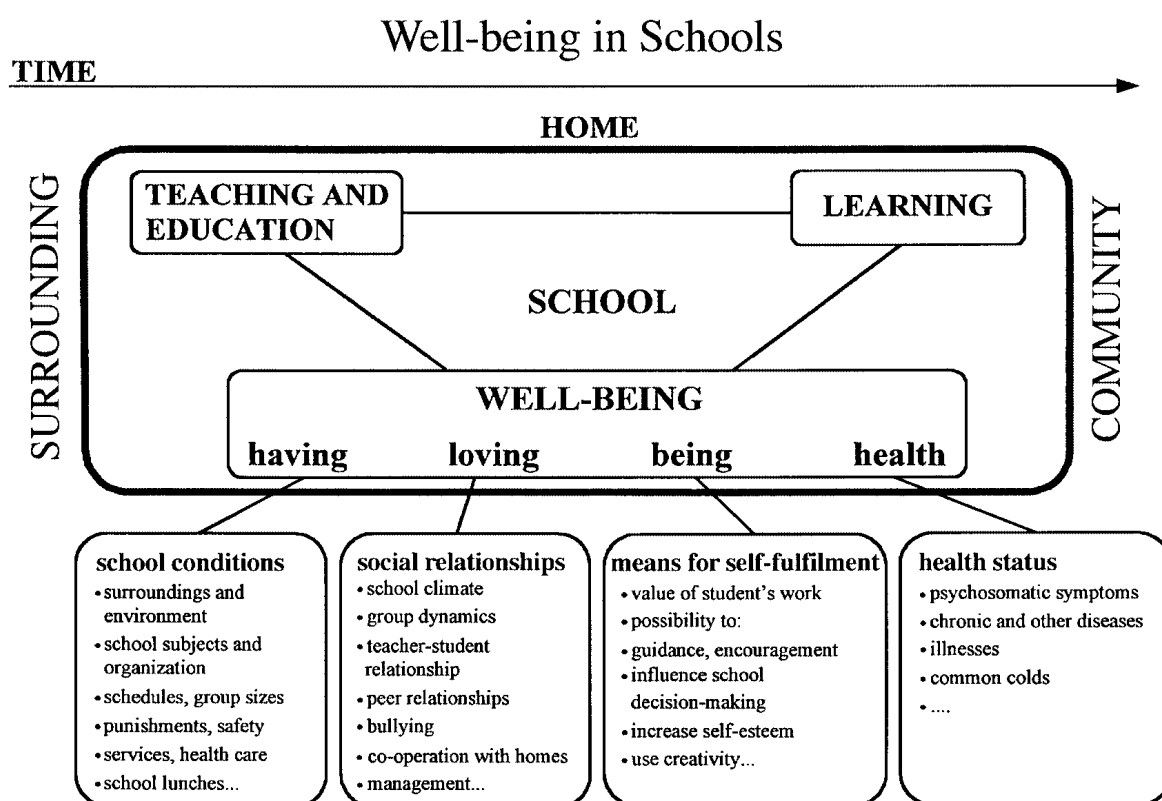 Well-being in Schools
TIME
HOME
SURROUNDING
TEACHING AND
EDUCATION
LEARNING
COMMUNITY
SCHOOL
WELL-BEING
having
loving
being
health
school conditions
• surroundings and
environment
• school subjects and
organization
• schedules, group sizes
• punishments, safety
• services, health care
• school lunches...
social relationships
• school climate
• group dynamics
• teacher-student
relationship
• peer relationships
• bullying
• co-operation with homes
• management...
means for self-fulfilment
• value of student's work
• possibility to:
• guidance, encouragement
• influence school
decision-making
• increase self-esteem
• use creativity...
health status
• psychosomatic symptoms
• chronic and other diseases
• illnesses
• common colds
• ....